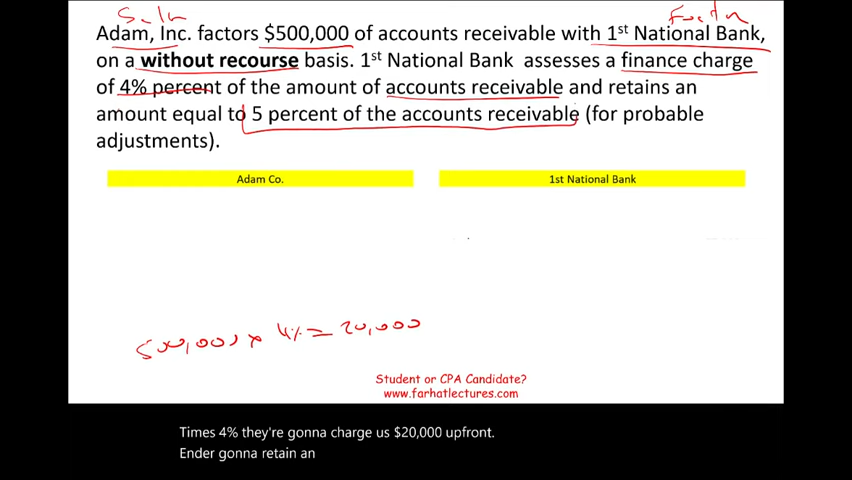 Adam, Inc. factors $500,000 of accounts receivable with 1st National Bank,
on a without recourse basis. 1st National Bank assesses a finance charge
of 4% percent of the amount of accounts receivable and retains an
amount equal to 5 percent of the accounts receivable (for probable
adjustments).
Adam Co.
1st National Bank
500,000 x 4% = 20,000
Student or CPA Candidate?
www.farhatlectures.com
Times 4% they're gonna charge us $20,000 upfront.
Ender gonna retain an